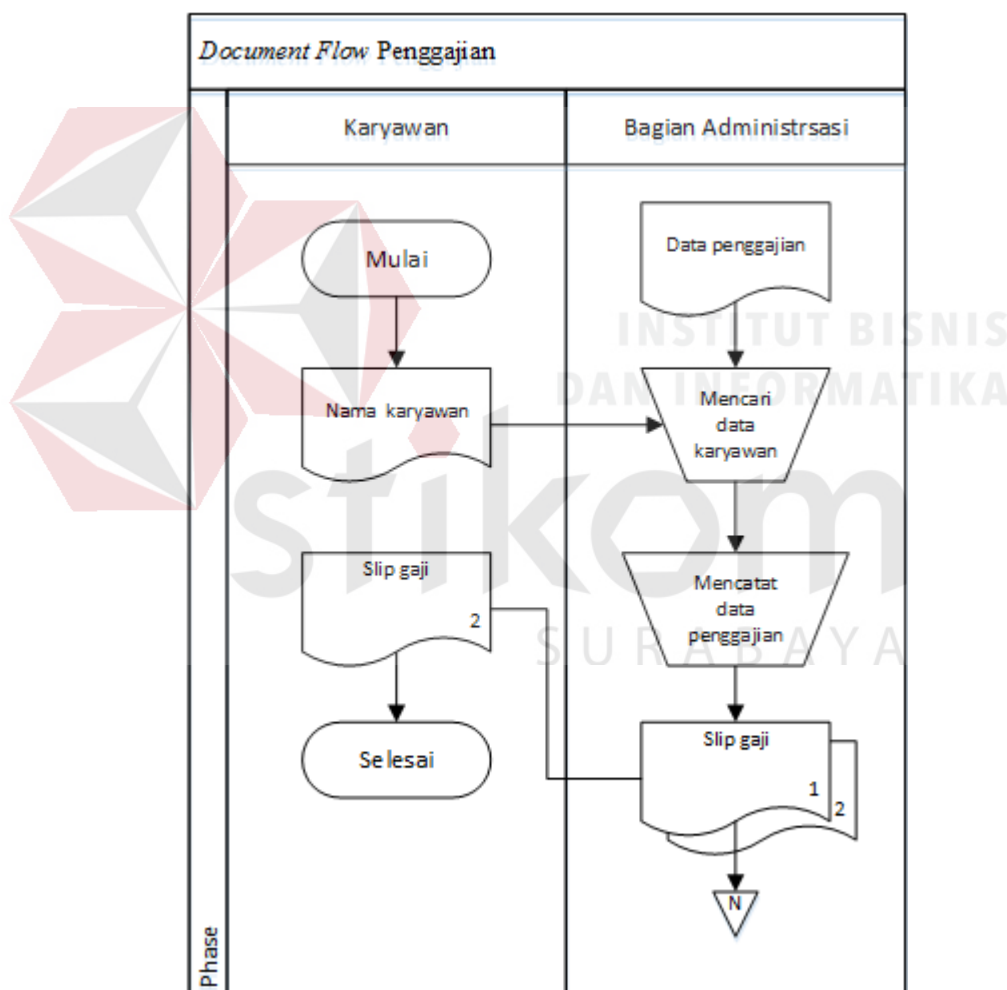 Document Flow Penggajian
Karyawan
Bagian Administrsasi
Mulai
Data penggajian
INSTITUT BISNIS
DAN INFORMATIKA
Nama karyawan
Mencari
data
karyawan
stikom
SURABAYA
Slip gaji
2
Mencatat
data
penggajian
Selesai
Slip gaji
1
2
N
Phase